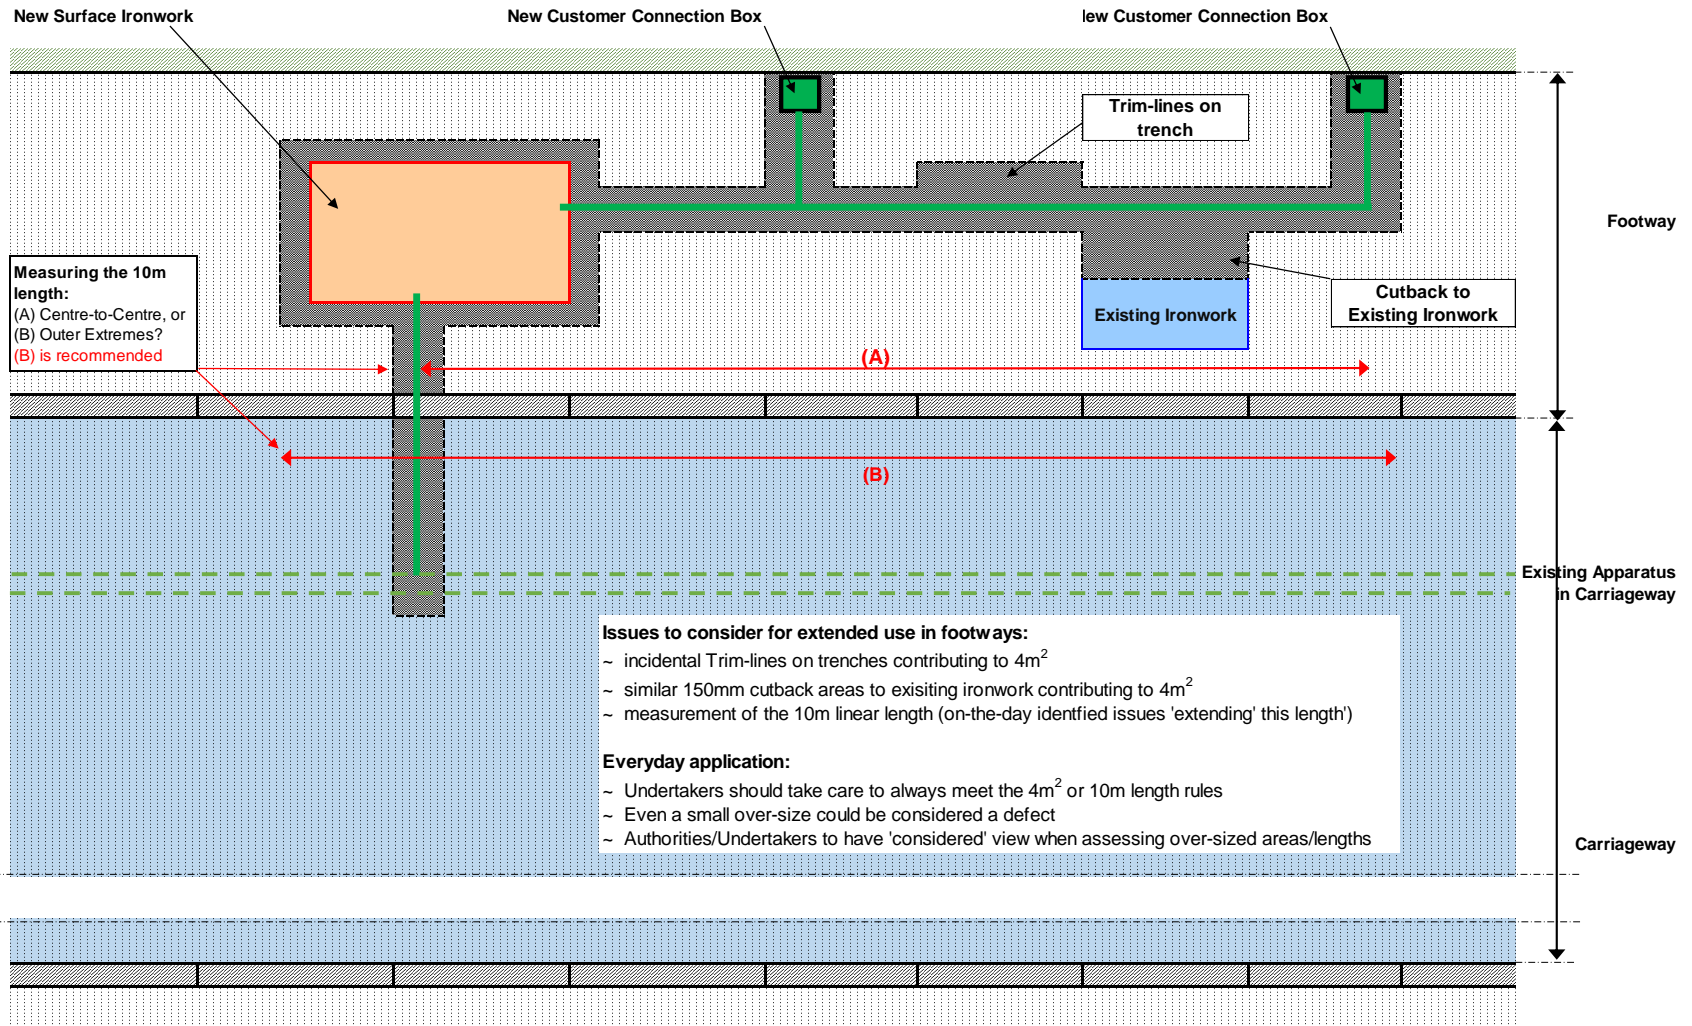 New Surface Ironwork
New Customer Connection Box
lew Customer Connection Box
Trim-lines on
trench
Footway
Measuring the 10m
length:
(A) Centre-to-Centre, or
(B) Outer Extremes?
(B) is recommended
Existing Ironwork
Cutback to
Existing Ironwork
(A)
(B)
Existing Apparatus
in Carriageway
Issues to consider for extended use in footways:
~ incidental Trim-lines on trenches contributing to 4m²
~ similar 150mm cutback areas to exisiting ironwork contributing to 4m²
~ measurement of the 10m linear length (on-the-day identfied issues 'extending' this length')
Everyday application:
~ Undertakers should take care to always meet the 4m² or 10m length rules
~ Even a small over-size could be considered a defect
~ Authorities/Undertakers to have 'considered' view when assessing over-sized areas/lengths
Carriageway